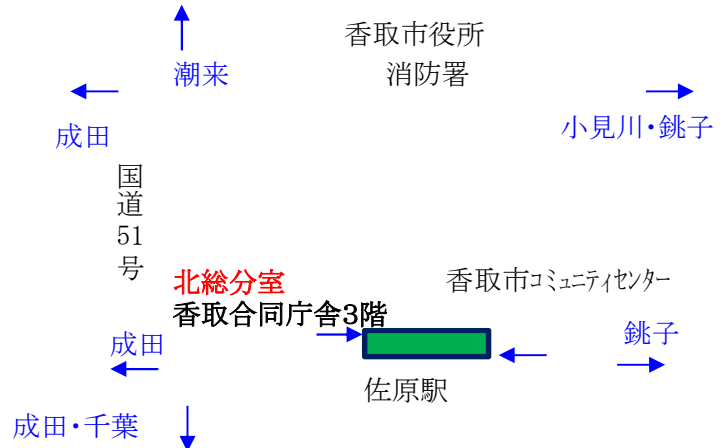 香取市役所
消防署
潮来
成田
小見川・銚子
国道51号
北総分室
香取合同庁舎3階
香取市コミュニティセンター
成田
銚子
佐原駅
成田・千葉